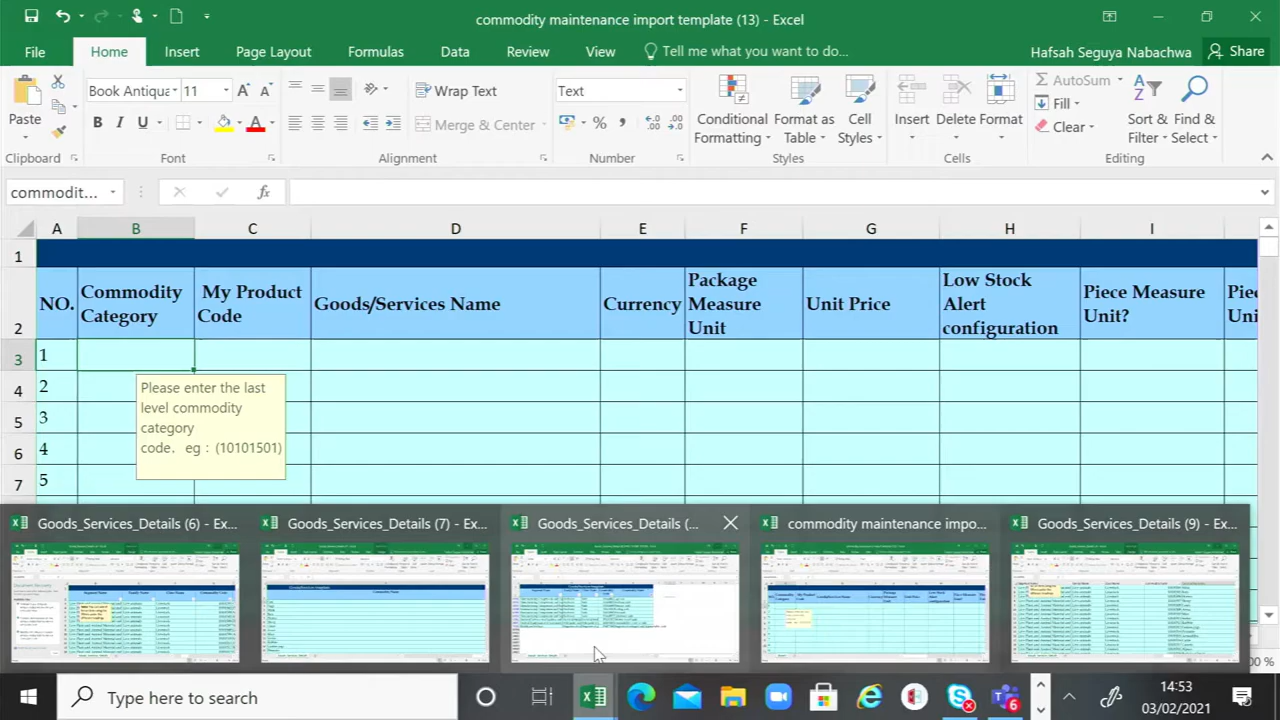 commodity maintenance import template (13) - Excel
File Home Insert Page Layout Formulas Data Review View Tell me what you want to do... Hafsah Seguya Nabachwa Share
Book Antiqua 11 Wrap Text Text AutoSum
Paste Merge & Center Conditional Formatting Format as Table Cell Styles Insert Delete Format Fill Clear Sort & Filter Find & Select
Clipboard Font Alignment Number Styles Cells Editing
commodit...
A B C D E F G H I
1
2 NO. Commodity Category My Product Code Goods/Services Name Currency Package Measure Unit Unit Price Low Stock Alert configuration Piece Measure Unit?
3 1
4 2
5 3
6 4
7 5
Please enter the last
level commodity
category
code. eg : (10101501)
Goods_Services_Details (6) - Ex... Goods_Services_Details (7) - Ex... Goods_Services_Details (... commodity maintenance impo... Goods_Services_Details (9) - Ex...
Type here to search
6
14:53
03/02/2021